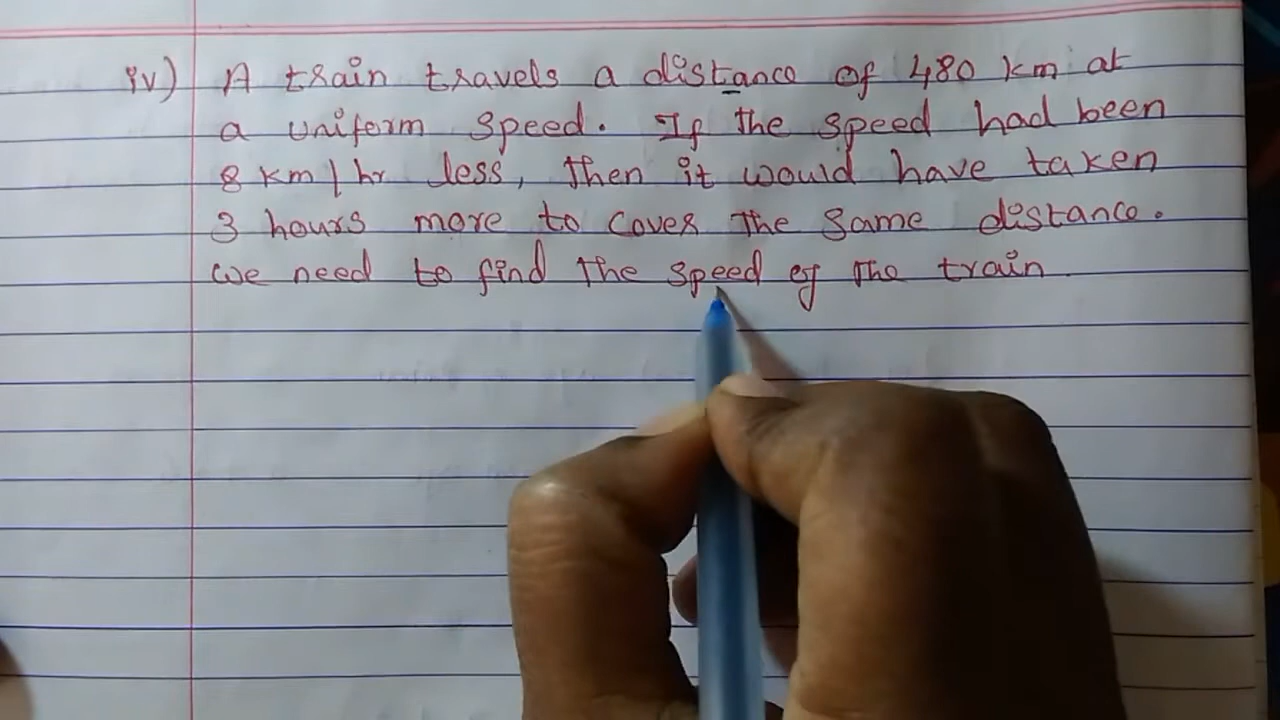 iv) A train travels a distance of 480 km at
a uniform speed. If the speed had been
8 km/hr less, then it would have taken
3 hours more to cover the same distance.
We need to find the speed of the train.